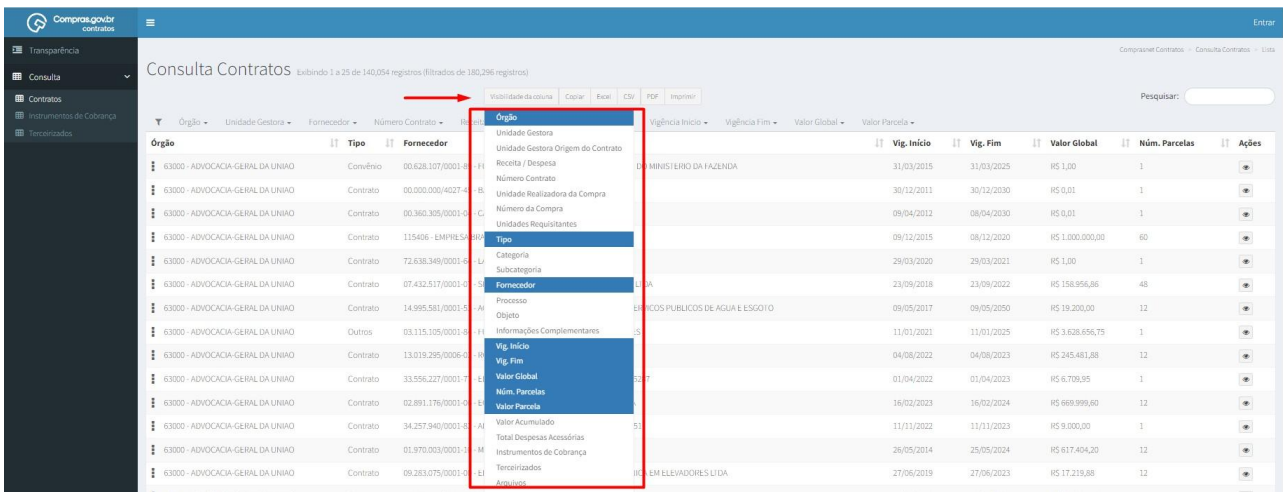 Compras.gov.br
contratos
Entrar
Transparência
Consulta
Contratos
Instrumentos de Cobrança
Terceirizados
Comprasnet Contratos > Consulta Contratos > Lista
Consulta Contratos Exibindo 1 a 25 de 140,054 registros (filtrados de 180,296 registros)
Visibilidade da coluna Copiar Excel CSV PDF Imprimir
Pesquisar:
Órgão Unidade Gestora Fornecedor Número Contrato Vigência Inicio Vigência Fim Valor Global Valor Parcela
Órgão Tipo Fornecedor Vig. Início Vig. Fim Valor Global Núm. Parcelas Ações
63000 - ADVOCACIA-GERAL DA UNIAO Convênio DO MINISTERIO DA FAZENDA 31/03/2015 31/03/2025 R$ 1,00 1
63000 - ADVOCACIA-GERAL DA UNIAO Contrato 30/12/2011 30/12/2030 R$ 0,01 1
63000 - ADVOCACIA-GERAL DA UNIAO Contrato 09/04/2012 08/04/2030 R$ 0,01 1
63000 - ADVOCACIA-GERAL DA UNIAO Contrato 115406 - EMPRESA 09/12/2015 08/12/2020 R$ 1.000.000,00 60
63000 - ADVOCACIA-GERAL DA UNIAO Contrato 29/03/2020 29/03/2021 R$ 1,00 1
63000 - ADVOCACIA-GERAL DA UNIAO Contrato 23/09/2018 23/09/2022 R$ 158.956,86 48
63000 - ADVOCACIA-GERAL DA UNIAO Contrato PUBLICOS DE AGUA E ESGOTO 09/05/2017 09/05/2050 R$ 19.200,00 12
63000 - ADVOCACIA-GERAL DA UNIAO Outros 11/01/2021 11/01/2025 R$ 3.628.656,75 1
63000 - ADVOCACIA-GERAL DA UNIAO Contrato 04/08/2022 04/08/2023 R$ 245.481,88 12
63000 - ADVOCACIA-GERAL DA UNIAO Contrato 01/04/2022 01/04/2023 R$ 6.709,95 1
63000 - ADVOCACIA-GERAL DA UNIAO Contrato 16/02/2023 16/02/2024 R$ 669.999,60 12
63000 - ADVOCACIA-GERAL DA UNIAO Contrato 11/11/2022 11/11/2023 R$ 9.000,00 1
63000 - ADVOCACIA-GERAL DA UNIAO Contrato 26/05/2014 25/05/2024 R$ 617.404,20 12
63000 - ADVOCACIA-GERAL DA UNIAO Contrato EM ELEVADORES LTDA 27/06/2019 27/06/2023 R$ 17.219,88 12
Órgão
Unidade Gestora
Unidade Gestora Origem do Contrato
Receita / Despesa
Número Contrato
Unidade Realizadora da Compra
Número da Compra
Unidades Requisitantes
Tipo
Categoria
Subcategoria
Fornecedor
Processo
Objeto
Informações Complementares
Vig. Início
Vig. Fim
Valor Global
Núm. Parcelas
Valor Parcela
Valor Acumulado
Total Despesas Acessórias
Instrumentos de Cobrança
Terceirizados
Arquivos